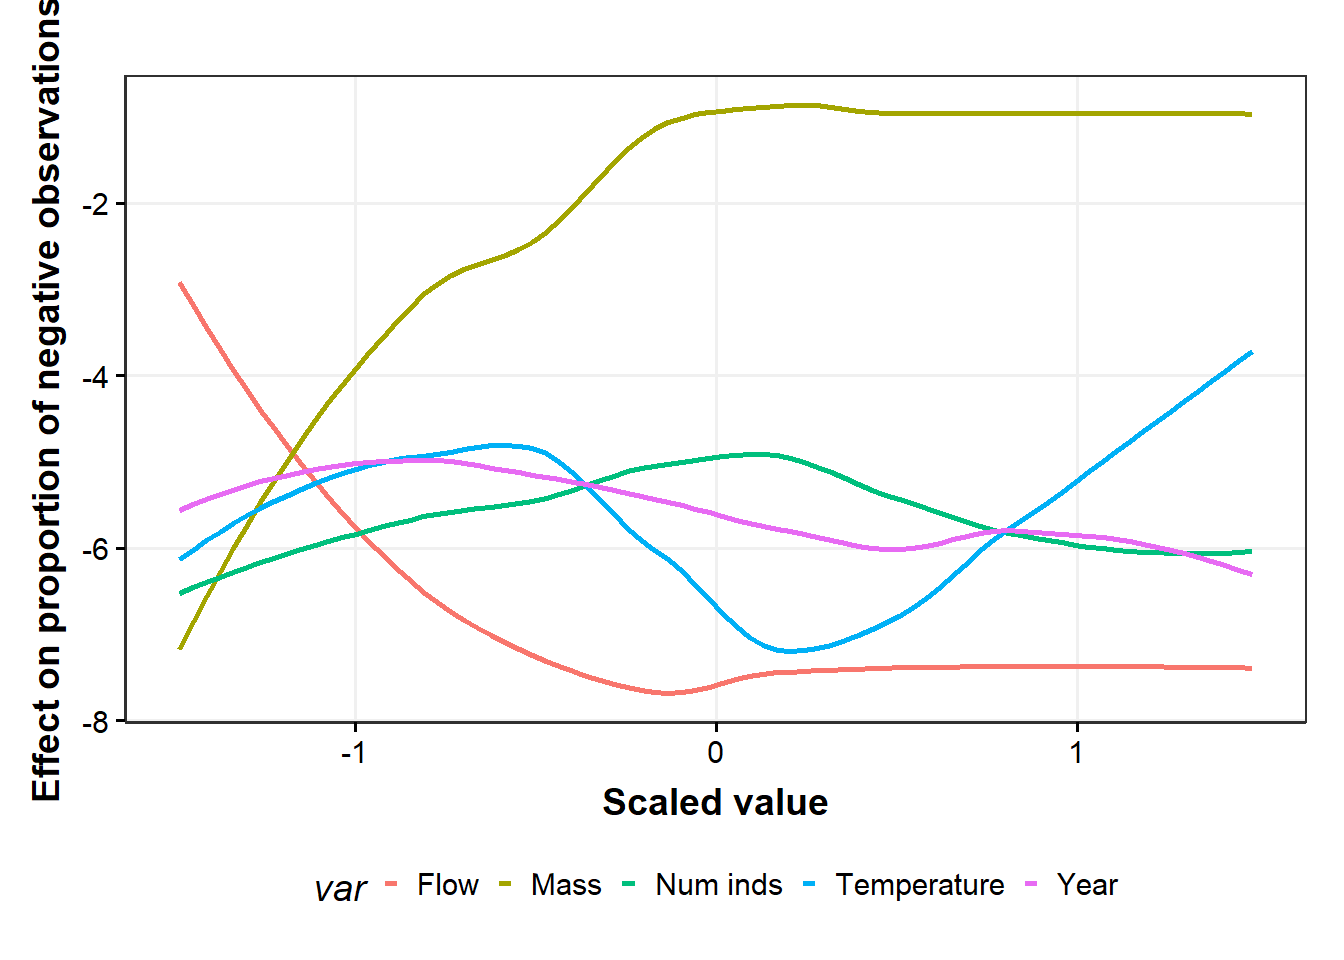 Effect on proportion of negative observations
-2
-4
-6
-8
-1 0 1
Scaled value
var Flow Mass Num inds Temperature Year